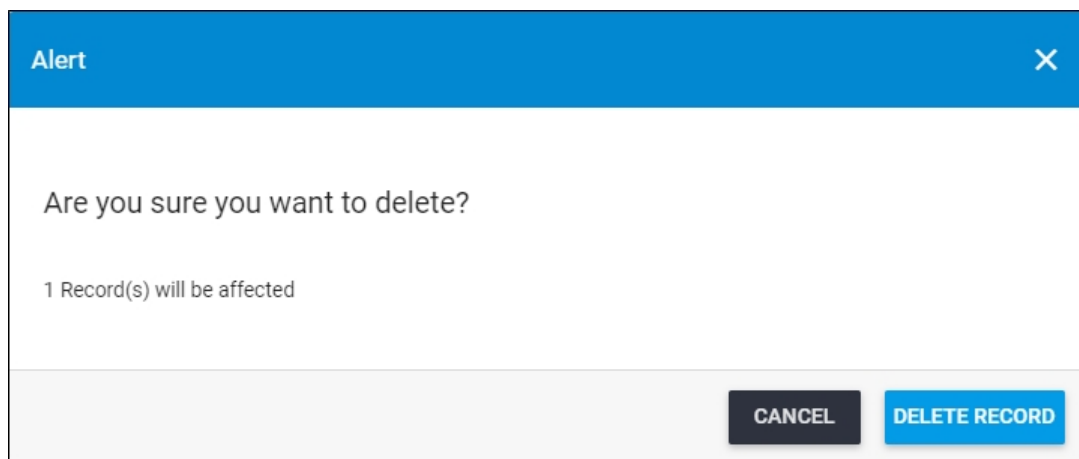 Alert
Are you sure you want to delete?
1 Record(s) will be affected
CANCEL DELETE RECORD